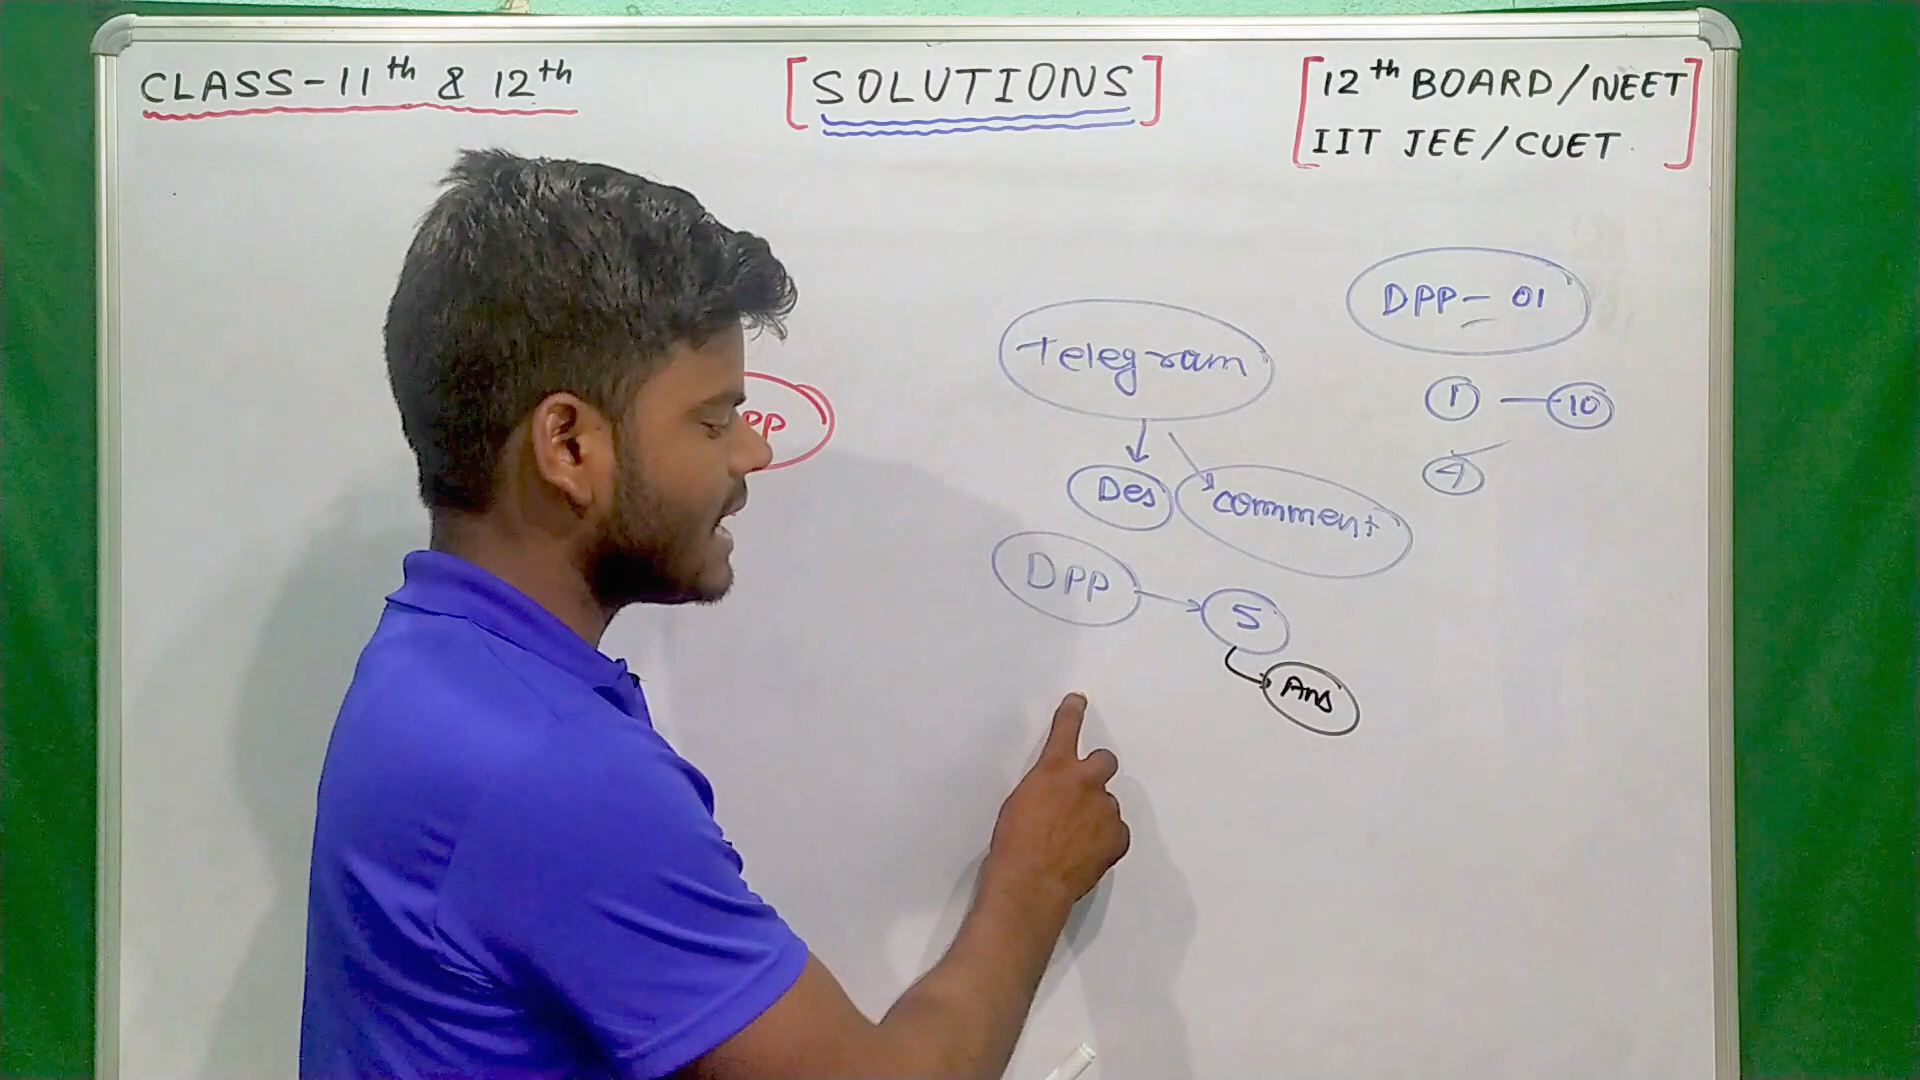 CLASS-11th & 12th
[SOLUTIONS]
[12th BOARD/NEET
IIT JEE/CUET]
DPP-01
Telegram
1 — 10
PP
4
Des
comment
DPP → 5
Ans